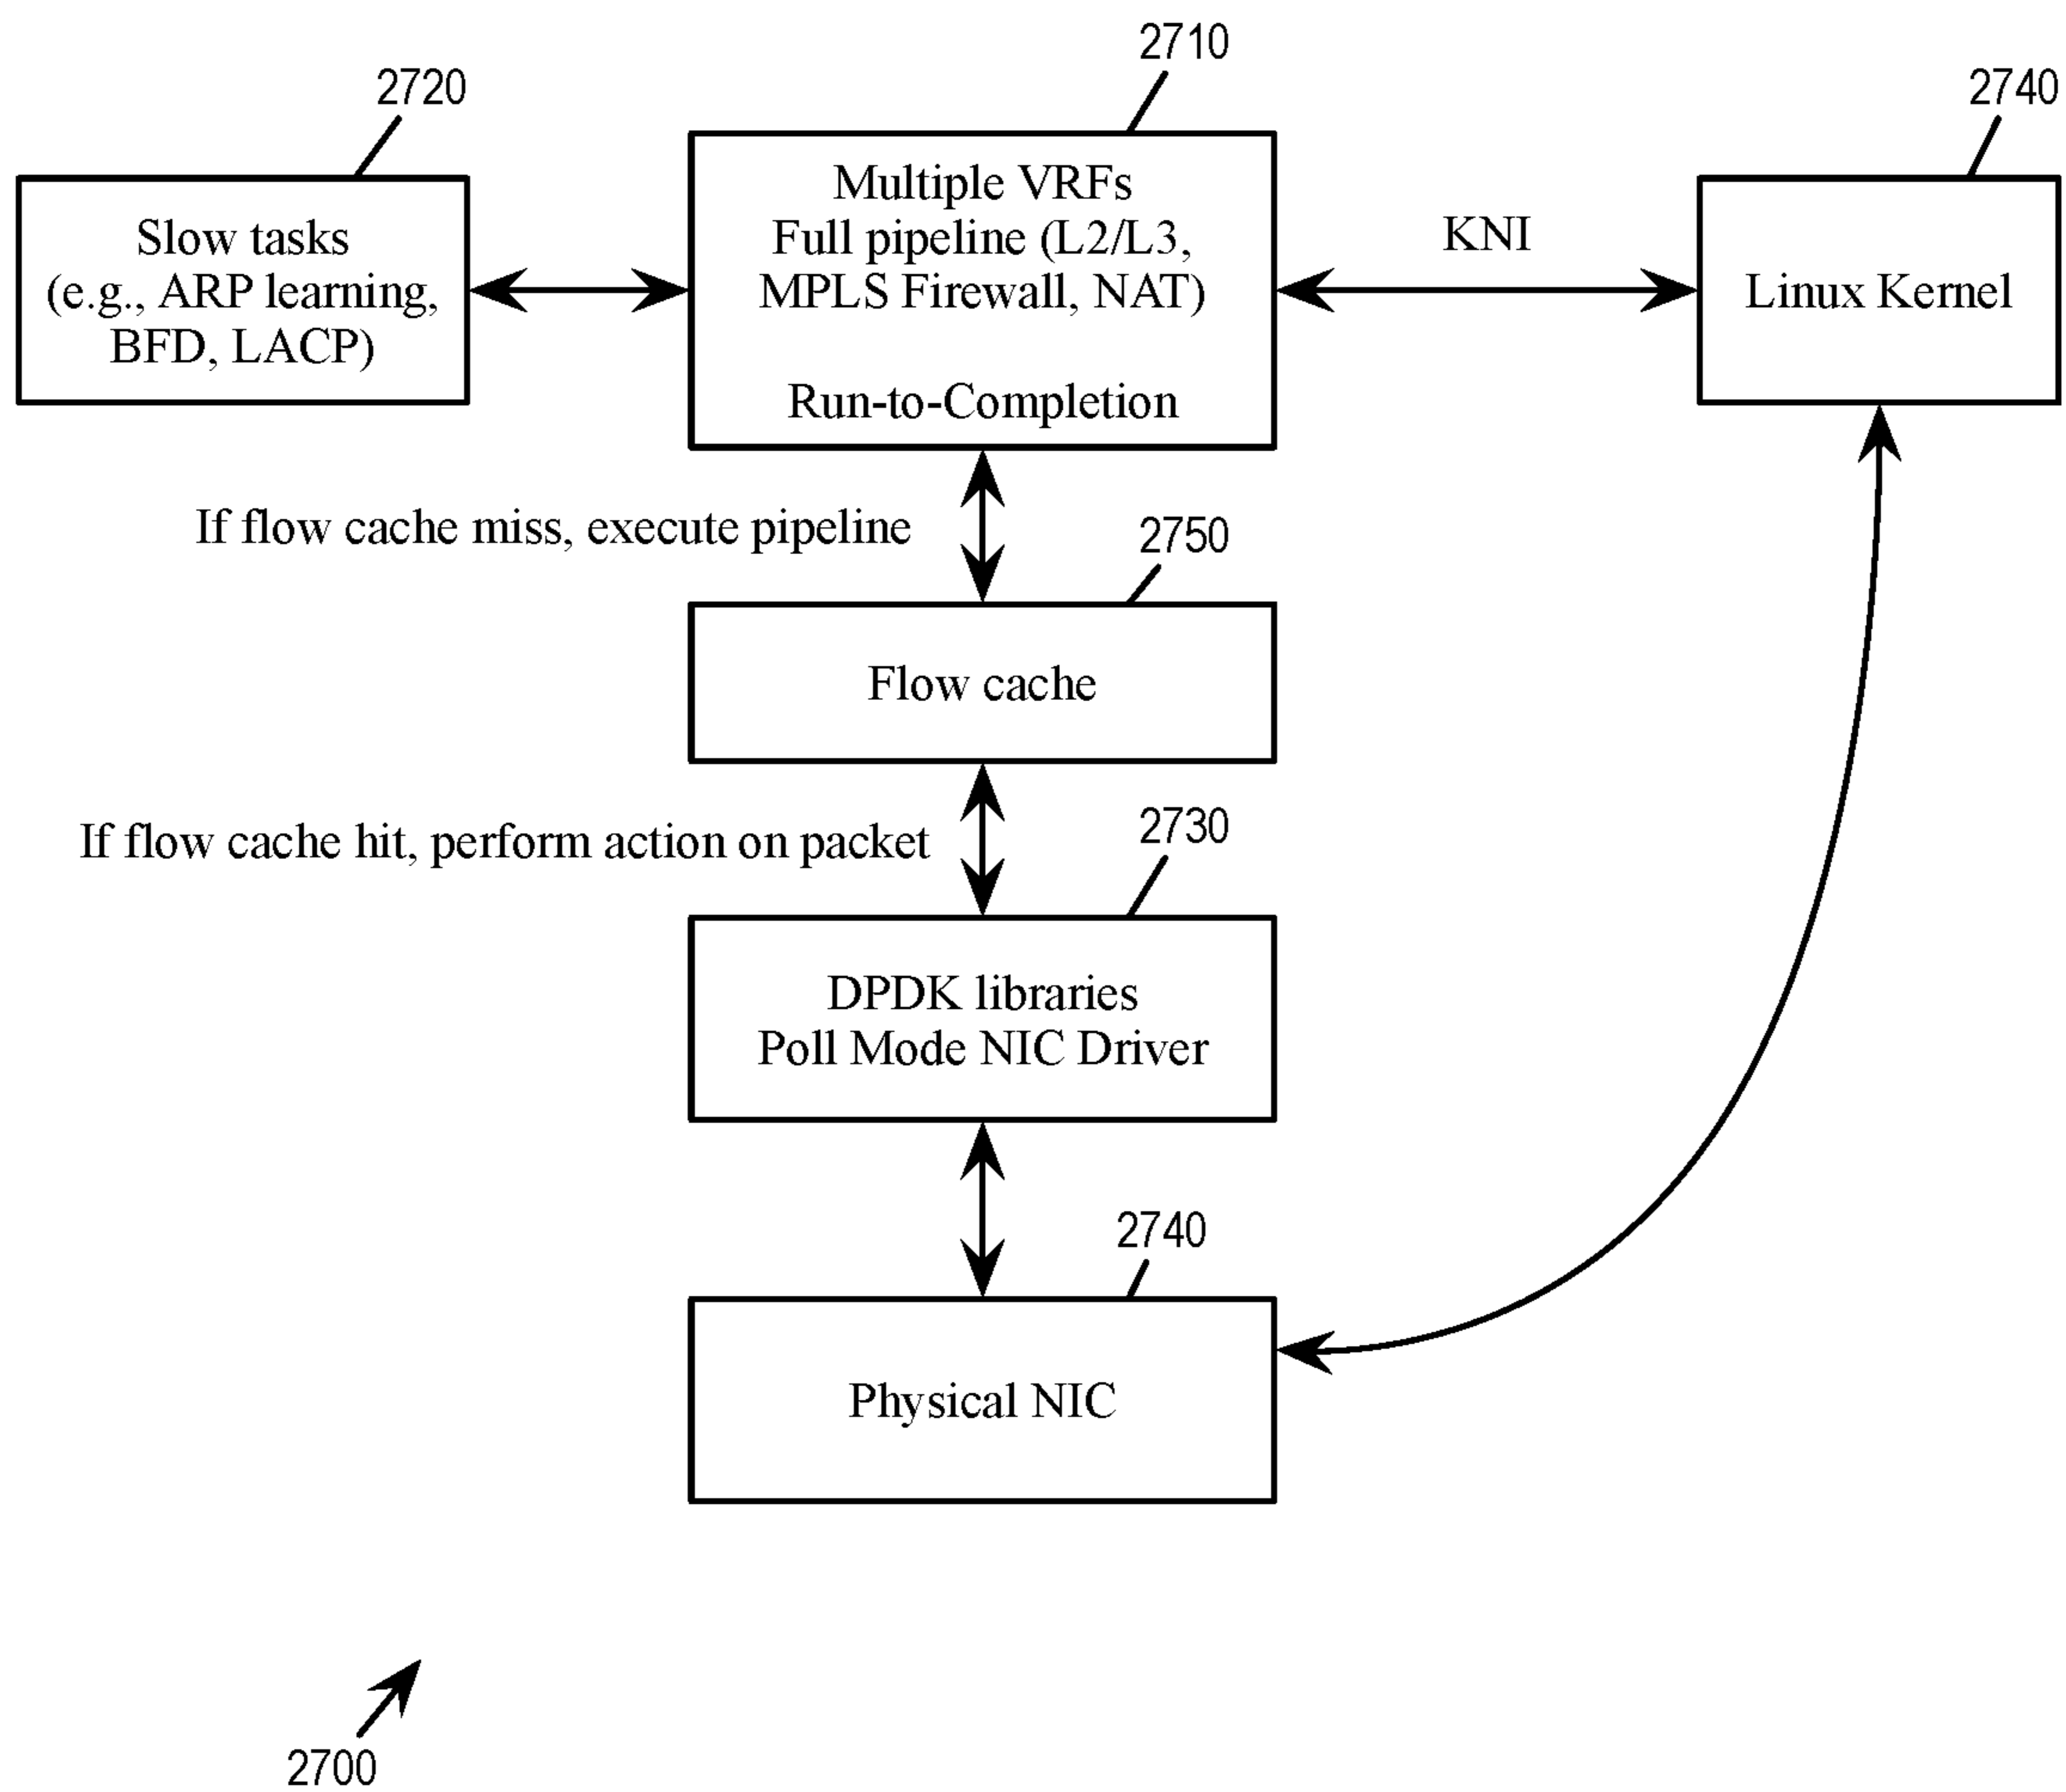 2710
2720
2740
Multiple VRFs
Full pipeline (L2/L3,
MPLS Firewall, NAT)
Run-to-Completion
Slow tasks
(e.g., ARP learning,
BFD, LACP)
KNI
Linux Kernel
If flow cache miss, execute pipeline
2750
Flow cache
If flow cache hit, perform action on packet
2730
DPDK libraries
Poll Mode NIC Driver
2740
Physical NIC
2700